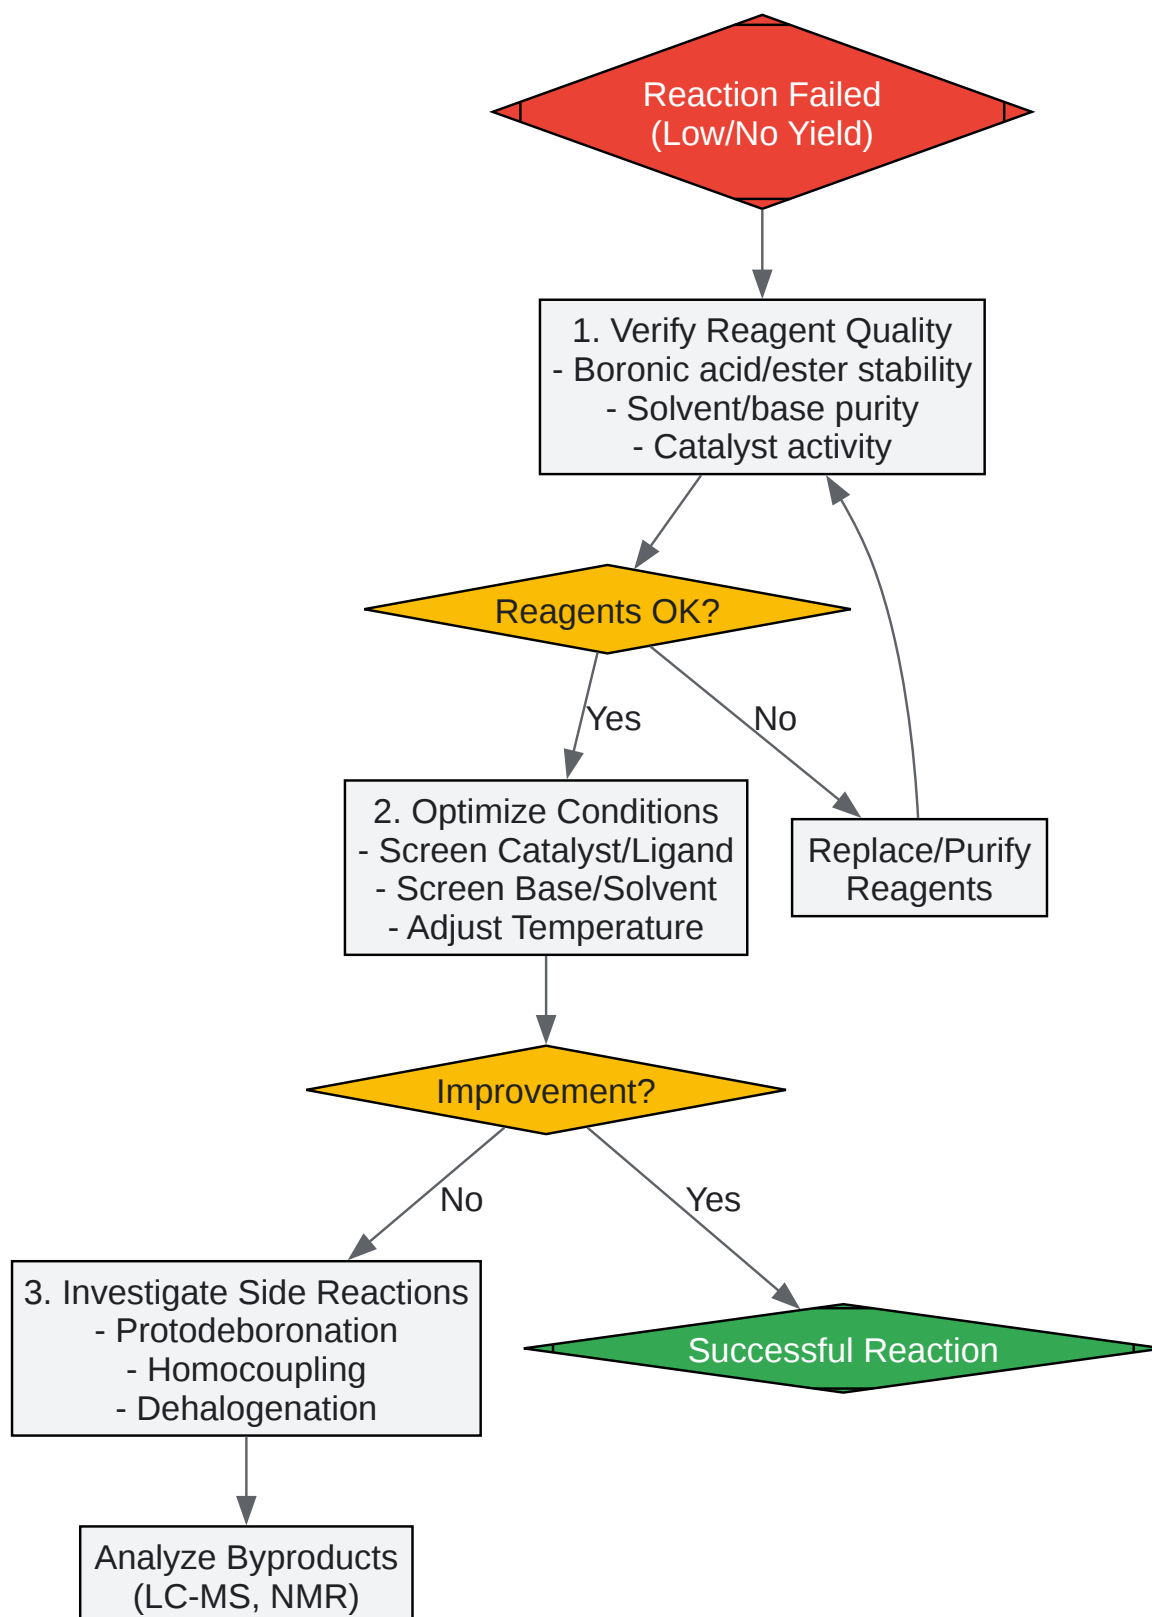 Reaction Failed
(Low/No Yield)
1. Verify Reagent Quality
- Boronic acid/ester stability
- Solvent/base purity
- Catalyst activity
Reagents OK?
Yes
No
2. Optimize Conditions
- Screen Catalyst/Ligand
- Screen Base/Solvent
- Adjust Temperature
Replace/Purify
Reagents
Improvement?
No
Yes
3. Investigate Side Reactions
- Protodeboronation
- Homocoupling
- Dehalogenation
Successful Reaction
Analyze Byproducts
(LC-MS, NMR)